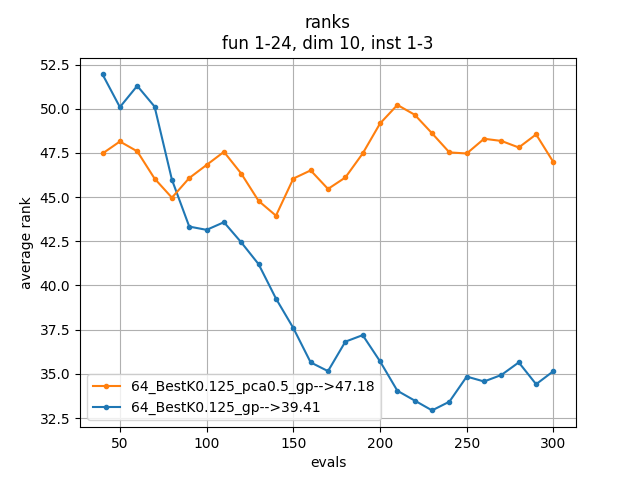 ranks
fun 1-24, dim 10, inst 1-3
52.5
50.0
47.5
45.0
42.5
40.0
37.5
35.0
32.5
average rank
64_BestK0.125_pca0.5_gp-->47.18
64_BestK0.125_gp-->39.41
50 100 150 200 250 300
evals